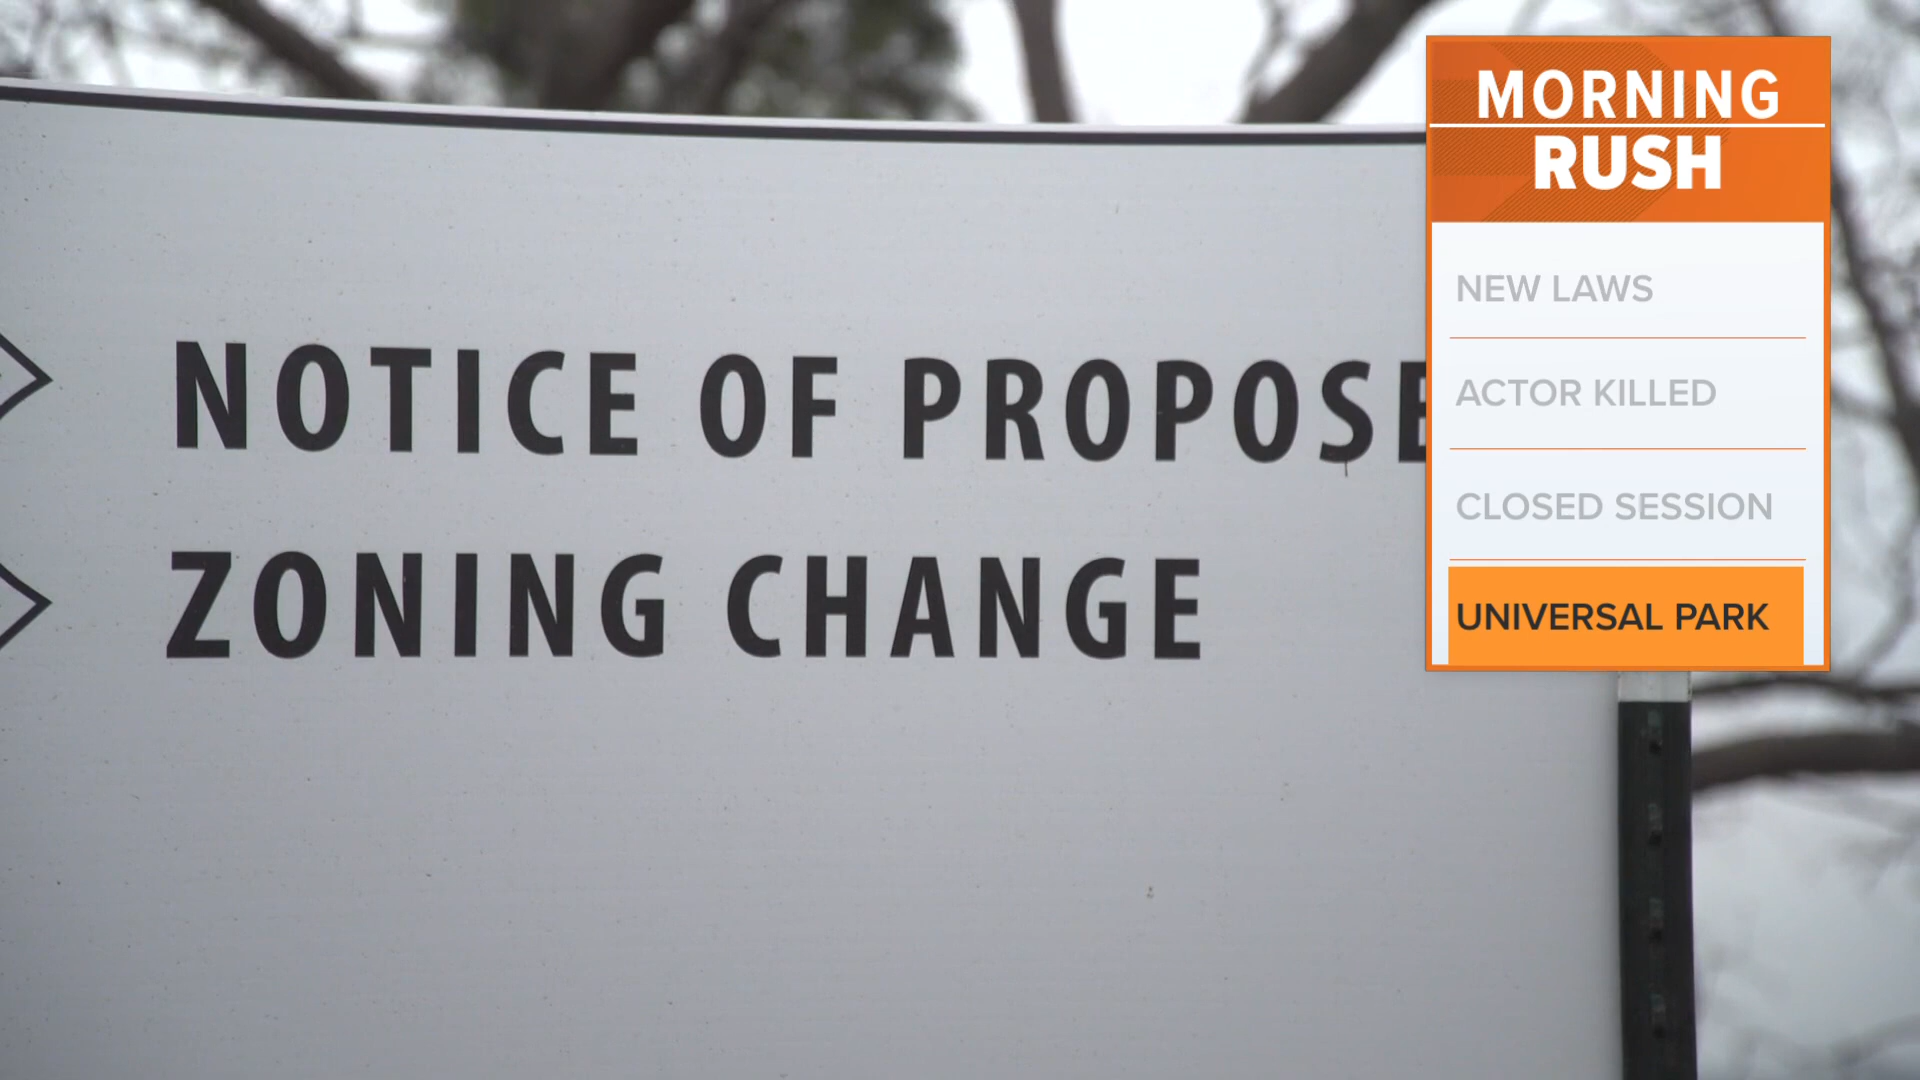 NOTICE OF PROPOSE
ZONING CHANGE
MORNING
RUSH
NEW LAWS
ACTOR KILLED
CLOSED SESSION
UNIVERSAL PARK